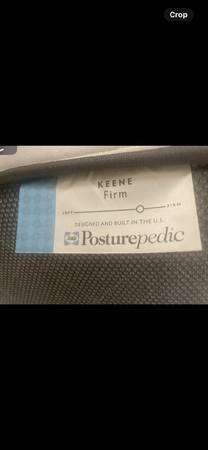 Crop
KEENE
Firm
SOFT FIRM
DESIGNED AND BUILT IN THE U.S.
Posturepedic